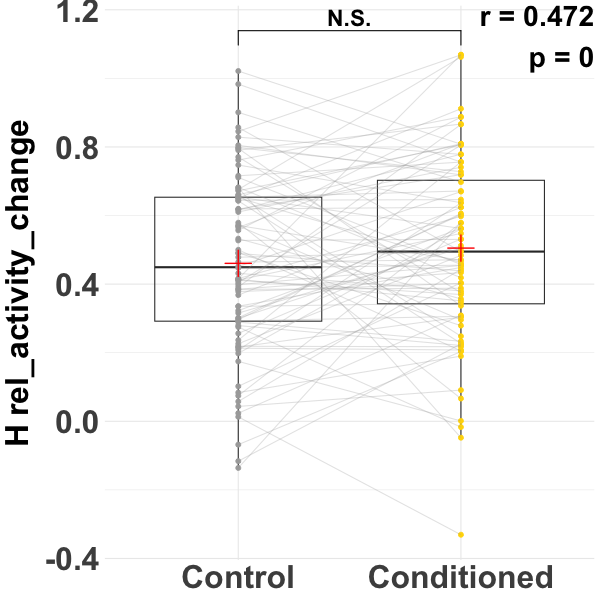 1.2
N.S.
r = 0.472
p = 0
0.8
H rel_activity_change
0.4
0.0
-0.4
Control
Conditioned